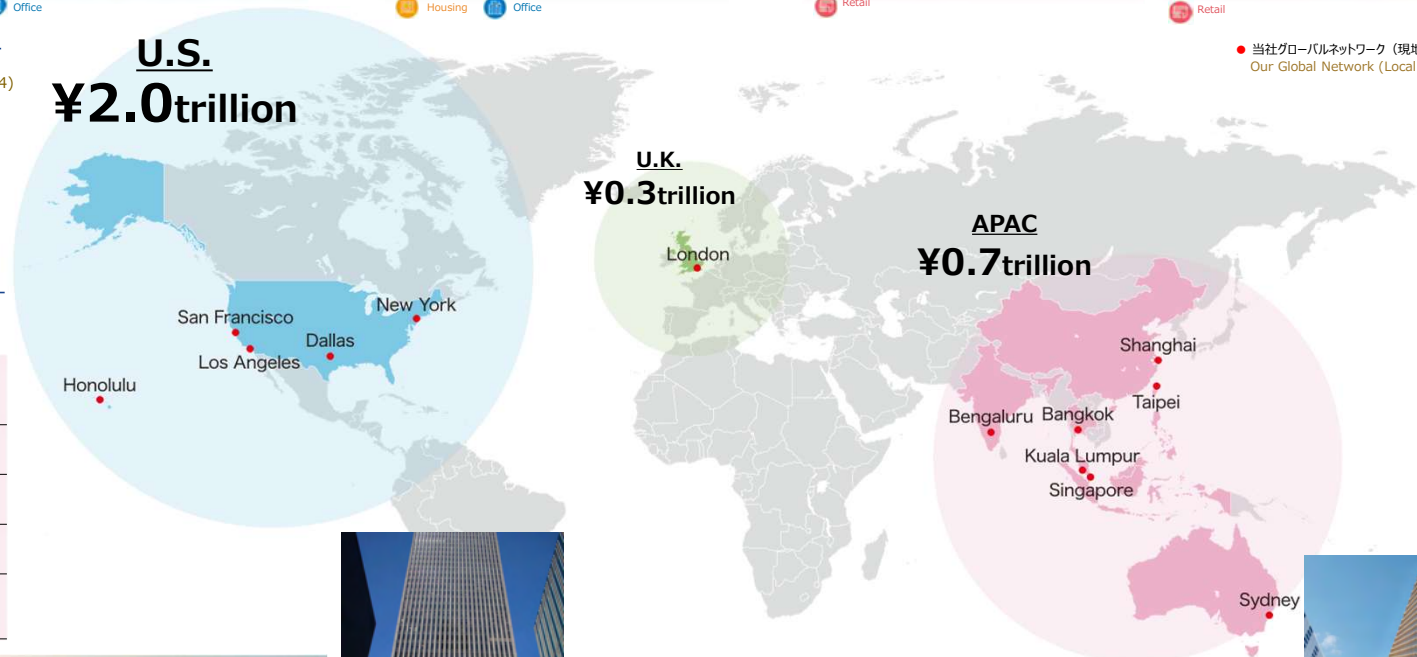 Office
Housing
Office
Retail
Retail
● 当社グローバルネットワーク（現地
Our Global Network (Local
4)
U.S.
¥2.0trillion
U.K.
¥0.3trillion
APAC
¥0.7trillion
London
New York
San Francisco
Dallas
Los Angeles
Honolulu
Shanghai
Taipei
Bengaluru
Bangkok
Kuala Lumpur
Singapore
Sydney